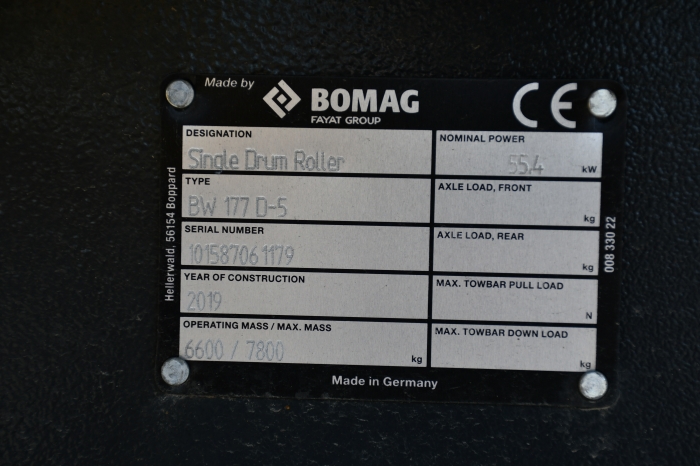 Made by
BOMAG
FAYAT GROUP
CE
DESIGNATION
Single Drum Roller
NOMINAL POWER
55.4 kW
TYPE
BW 177 D-5
AXLE LOAD, FRONT
kg
SERIAL NUMBER
101587061179
AXLE LOAD, REAR
kg
YEAR OF CONSTRUCTION
2019
MAX. TOWBAR PULL LOAD
N
OPERATING MASS / MAX. MASS
6600 / 7800 kg
MAX. TOWBAR DOWN LOAD
kg
Made in Germany
Hellerwald, 56154 Boppard
008 330 22